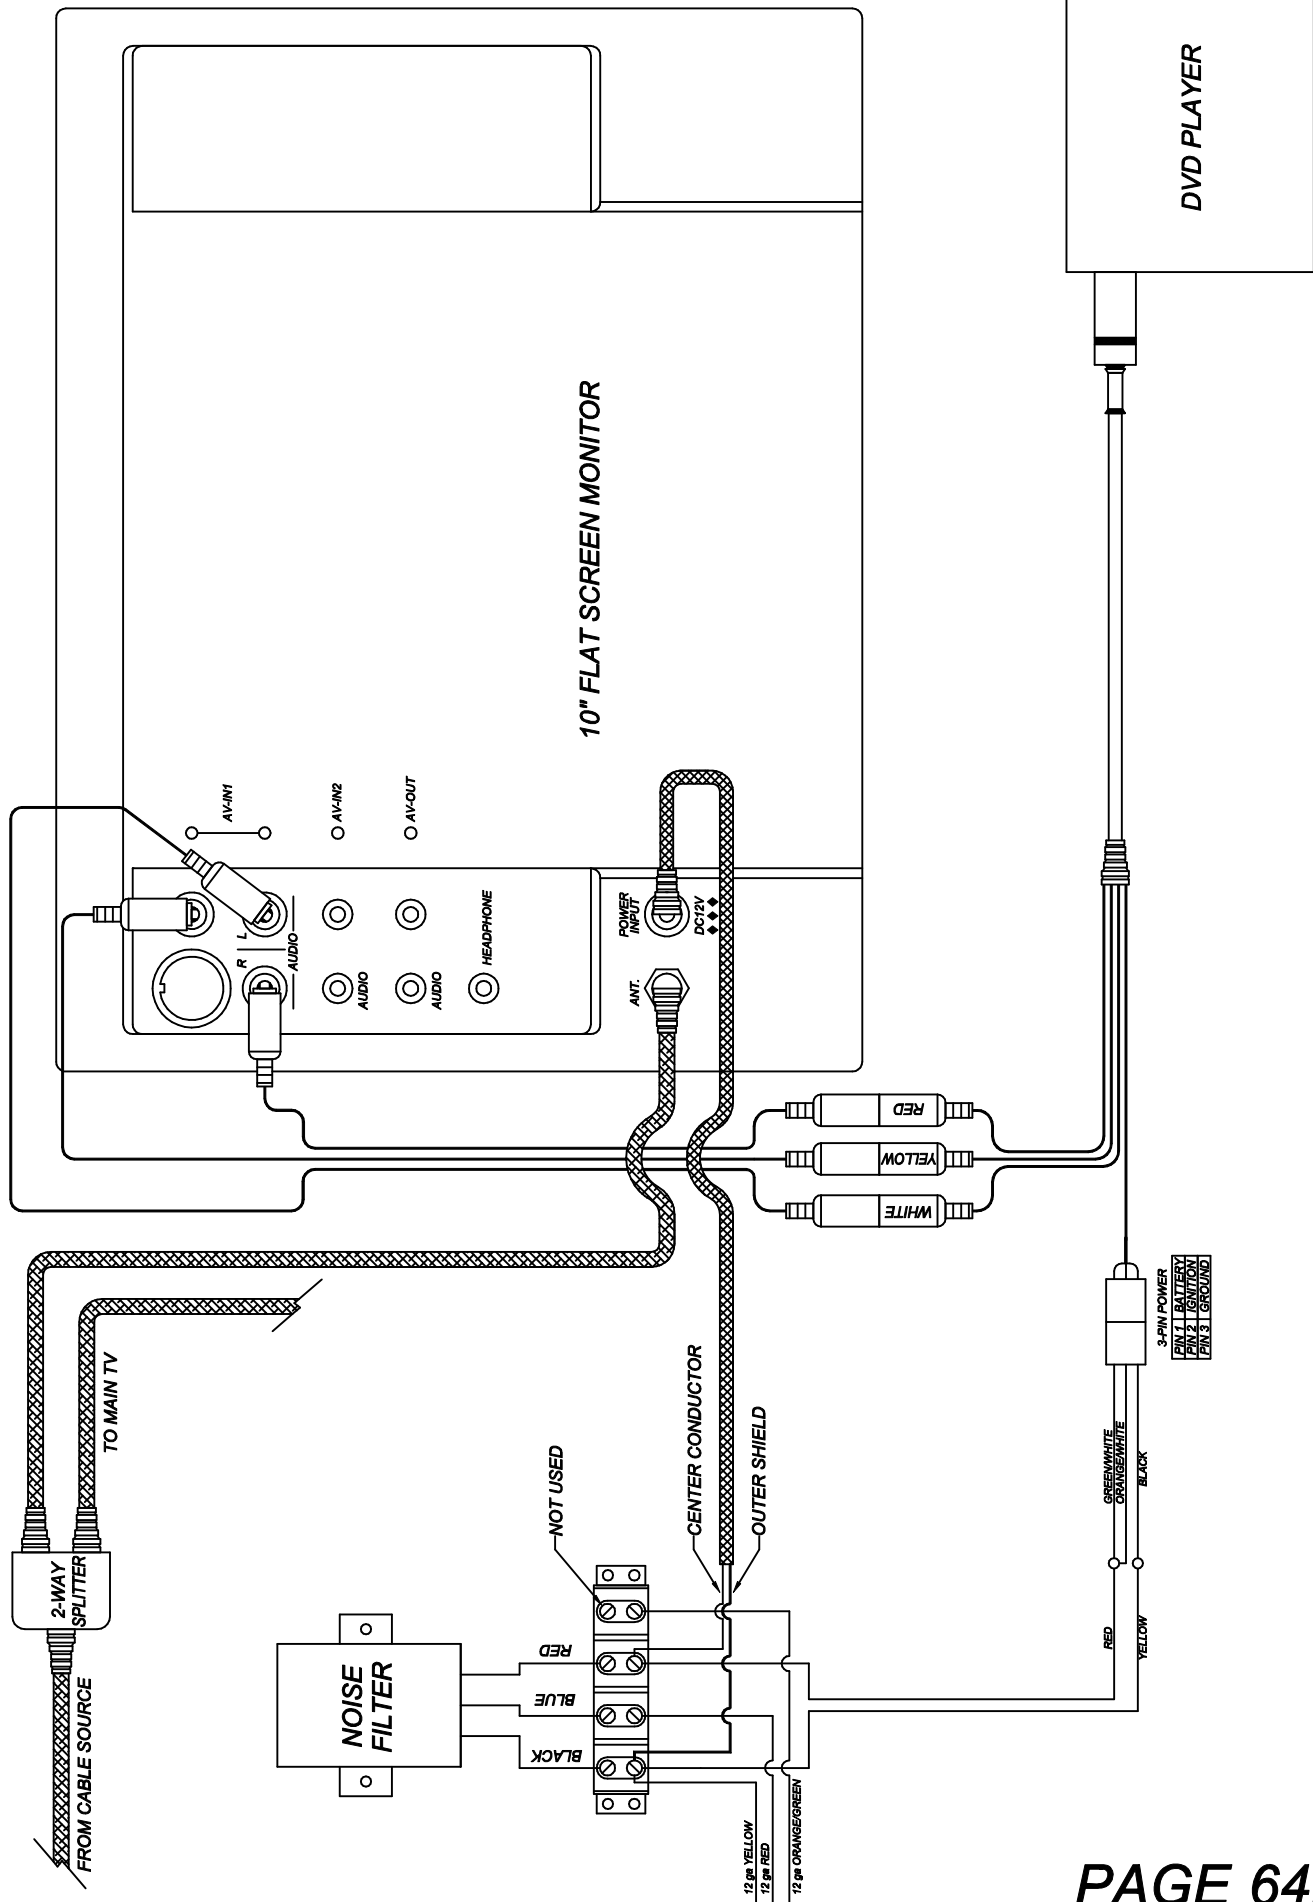 DVD PLAYER
10" FLAT SCREEN MONITOR
AV-IN1
AV-IN2
AV-OUT
R
L
AUDIO
AUDIO
AUDIO
HEADPHONE
POWER
INPUT
DC12V
ANT.
RED
YELLOW
WHITE
3-PIN POWER
PIN 1 BATTERY
PIN 2 IGNITION
PIN 3 GROUND
TO MAIN TV
2-WAY
SPLITTER
FROM CABLE SOURCE
NOT USED
CENTER CONDUCTOR
OUTER SHIELD
GREEN/WHITE
ORANGE/WHITE
BLACK
RED
YELLOW
NOISE
FILTER
RED
BLUE
BLACK
12 ga YELLOW
12 ga RED
12 ga ORANGE/GREEN
PAGE 64